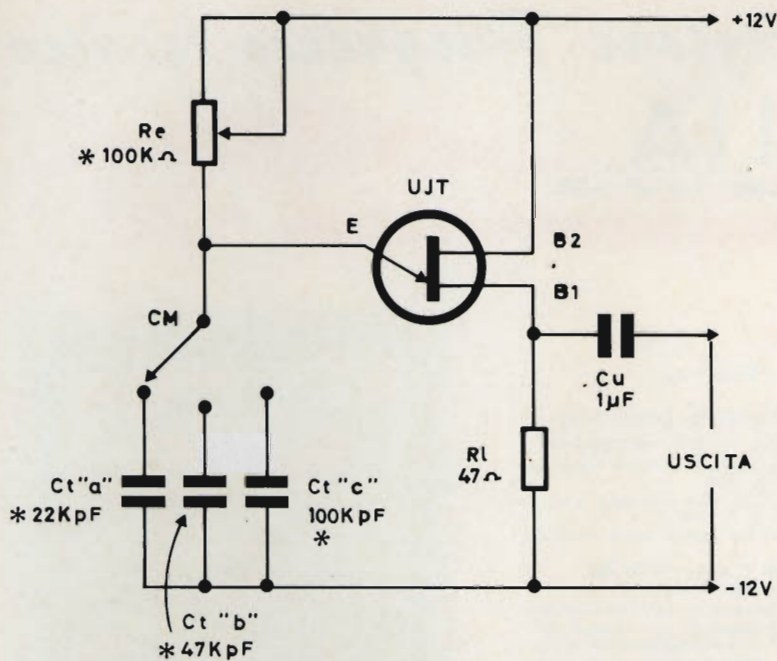 +12V
Re
* 100KΩ
UJT
E
B2
B1
CM
Cu
1µF
Rl
47Ω
USCITA
Ct"a"
* 22KpF
Ct "c"
100KpF
*
-12V
Ct "b"
* 47KpF